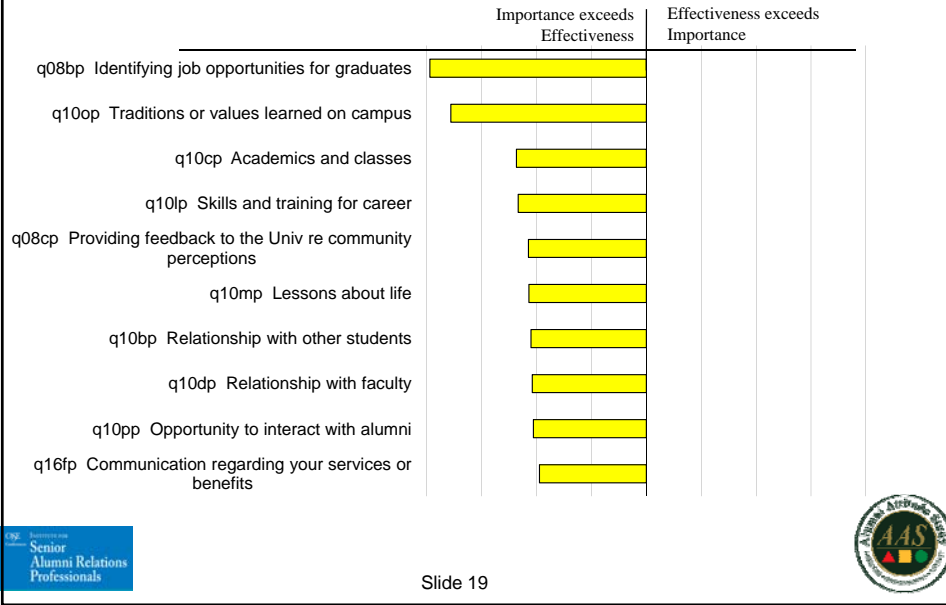 Importance exceeds
Effectiveness
Effectiveness exceeds
Importance
q08bp Identifying job opportunities for graduates
q10op Traditions or values learned on campus
q10cp Academics and classes
q10lp Skills and training for career
q08cp Providing feedback to the Univ re community
perceptions
q10mp Lessons about life
q10bp Relationship with other students
q10dp Relationship with faculty
q10pp Opportunity to interact with alumni
q16fp Communication regarding your services or
benefits
Senior
Alumni Relations
Professionals
Slide 19
Alumni Attitude Study
AAS